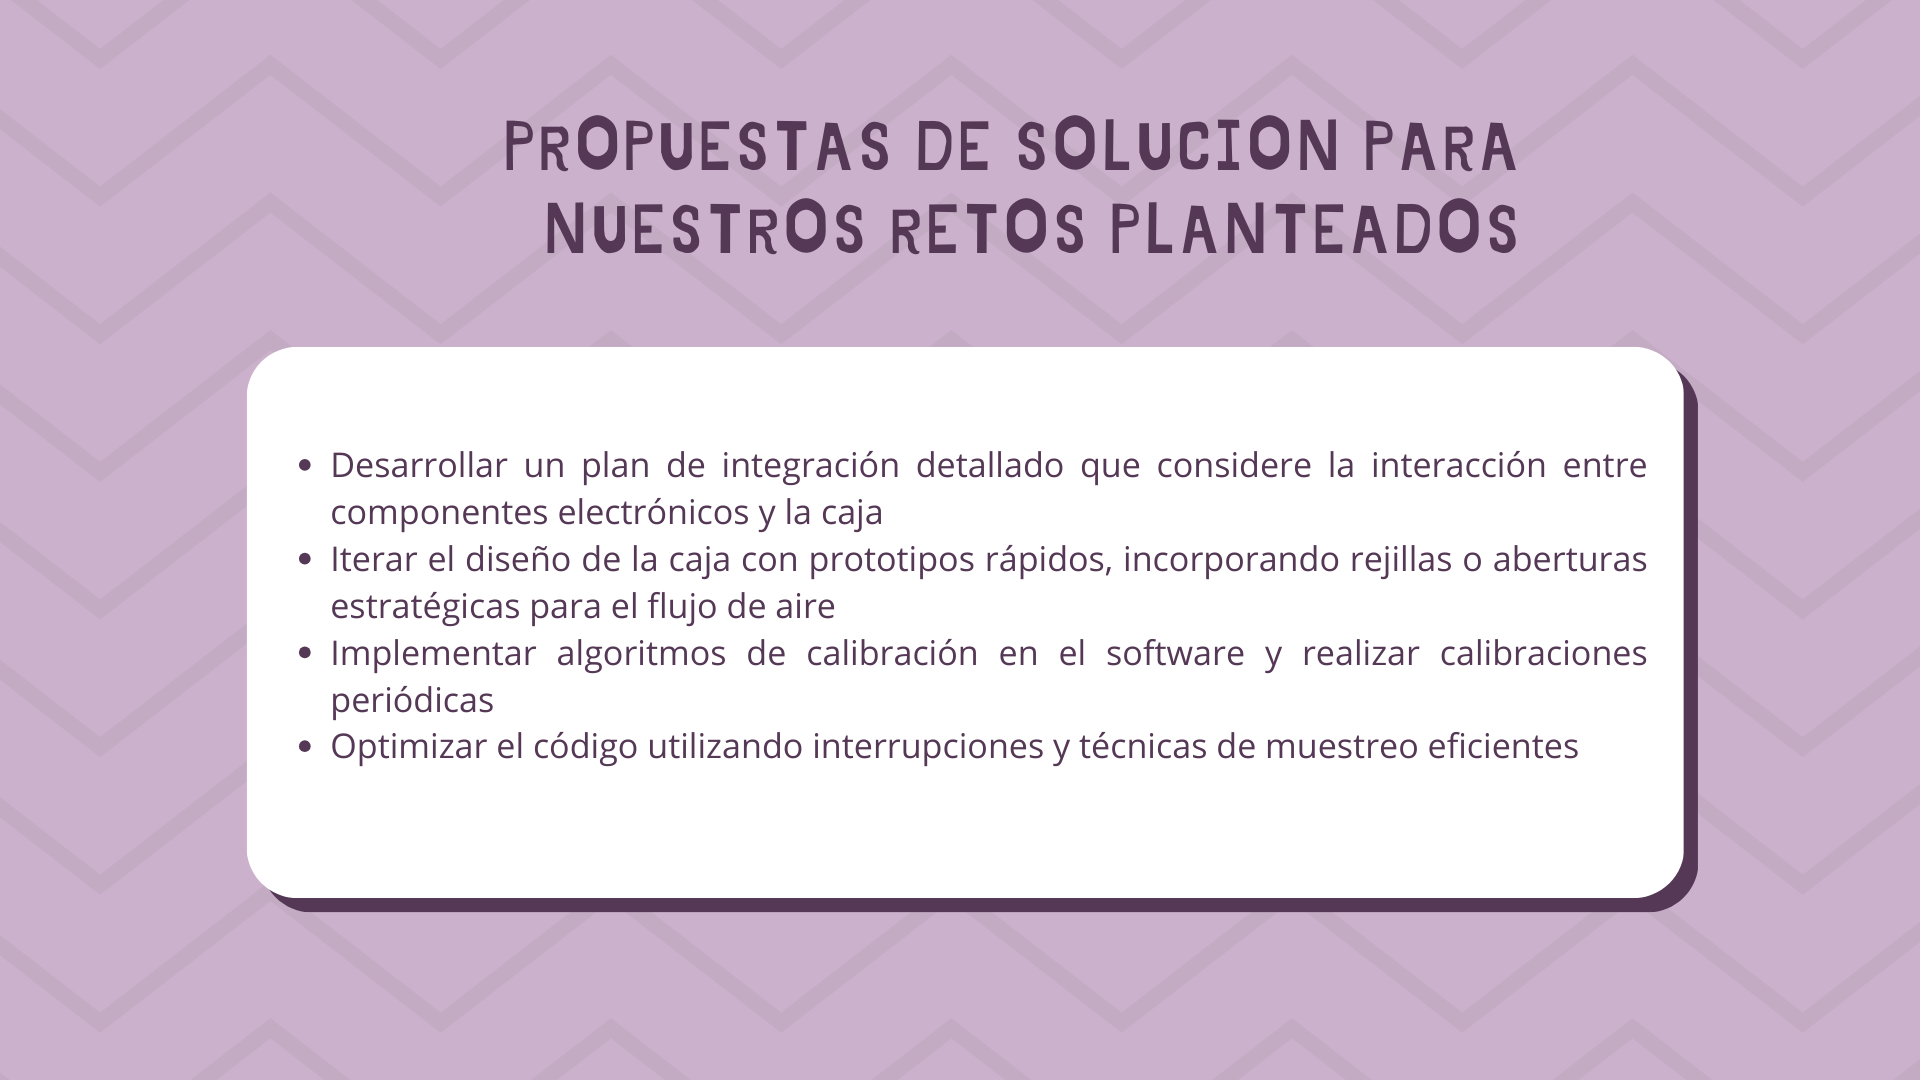 PROPUESTAS DE SOLUCION PARA
NUESTROS RETOS PLANTEADOS
• Desarrollar un plan de integración detallado que considere la interacción entre
componentes electrónicos y la caja
• Iterar el diseño de la caja con prototipos rápidos, incorporando rejillas o aberturas
estratégicas para el flujo de aire
• Implementar algoritmos de calibración en el software y realizar calibraciones
periódicas
• Optimizar el código utilizando interrupciones y técnicas de muestreo eficientes